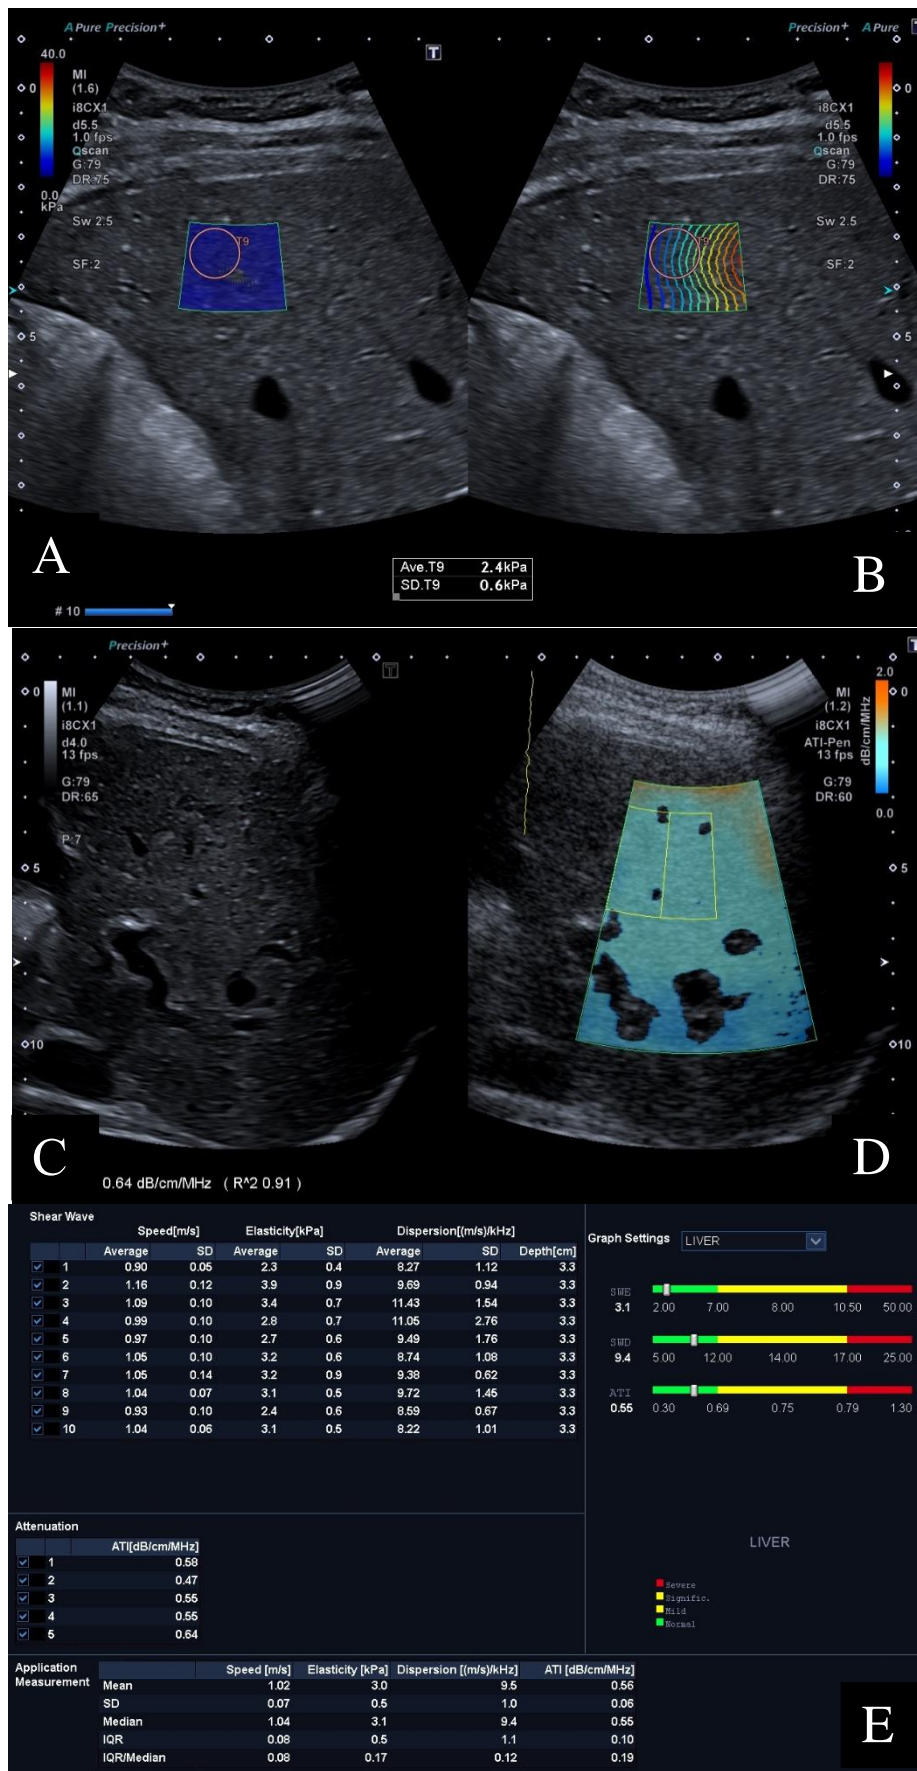 A Pure Precision+
Precision+ A Pure
T
40.0
MI
(1.6)
i8CX1
d5.5
1.0 fps
Qscan
G:79
DR:75
0.0
kPa
Sw 2.5
SF:2
T9
0
5
i8CX1
d5.5
1.0 fps
Qscan
G:79
DR:75
Sw 2.5
SF:2
T9
0
5
A
B
Ave.T9 2.4kPa
SD.T9 0.6kPa
# 10
Precision+
T
T
0
MI
(1.1)
i8CX1
d4.0
13 fps
G:79
DR:65
P:7
5
10
2.0
MI
(1.2)
i8CX1
ATI-Pen
13 fps
G:79
DR:60
dB/cm/MHz
0.0
0
5
10
C
D
0.64 dB/cm/MHz ( R^2 0.91 )
Shear Wave
Speed[m/s] Elasticity[kPa] Dispersion[(m/s)/kHz]
Average SD Average SD Average SD Depth[cm]
1 0.90 0.05 2.3 0.4 8.27 1.12 3.3
2 1.16 0.12 3.9 0.9 9.69 0.94 3.3
3 1.09 0.10 3.4 0.7 11.43 1.54 3.3
4 0.99 0.10 2.8 0.7 11.05 2.76 3.3
5 0.97 0.10 2.7 0.6 9.49 1.76 3.3
6 1.05 0.10 3.2 0.6 8.74 1.08 3.3
7 1.05 0.14 3.2 0.9 9.38 0.62 3.3
8 1.04 0.07 3.1 0.5 9.72 1.45 3.3
9 0.93 0.10 2.4 0.6 8.59 0.67 3.3
10 1.04 0.06 3.1 0.5 8.22 1.01 3.3
Graph Settings LIVER
SWE
3.1 2.00 7.00 8.00 10.50 50.00
SWD
9.4 5.00 12.00 14.00 17.00 25.00
ATI
0.55 0.30 0.69 0.75 0.79 1.30
LIVER
Severe
Signific.
Mild
Normal
Attenuation
ATI[dB/cm/MHz]
1 0.58
2 0.47
3 0.55
4 0.55
5 0.64
Application Measurement
Speed [m/s] Elasticity [kPa] Dispersion [(m/s)/kHz] ATI [dB/cm/MHz]
Mean 1.02 3.0 9.5 0.56
SD 0.07 0.5 1.0 0.06
Median 1.04 3.1 9.4 0.55
IQR 0.08 0.5 1.1 0.10
IQR/Median 0.08 0.17 0.12 0.19
E